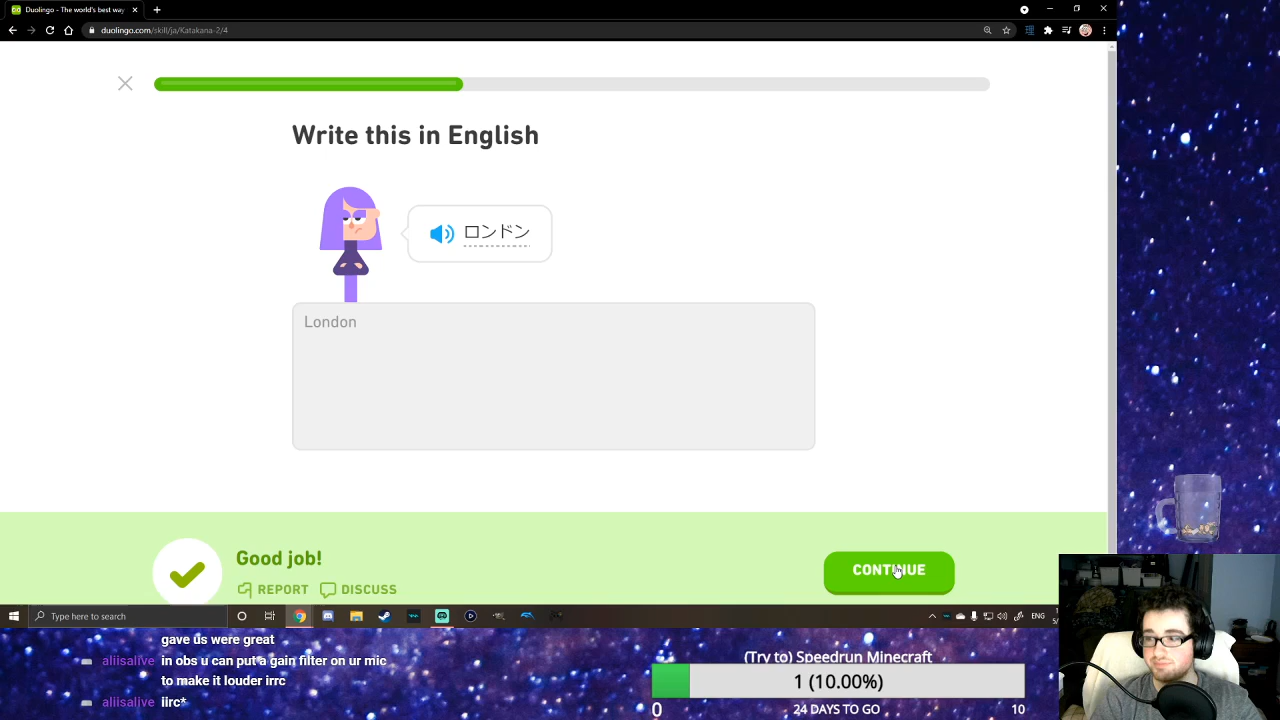 Duolingo - The world's best way
duolingo.com/skill/ja/Katakana-2/4
Write this in English
ロンドン
London
Good job!
REPORT DISCUSS
CONTINUE
Type here to search
ENG
gave us were great
aliisalive in obs u can put a gain filter on ur mic
to make it louder irrc
aliisalive iirc*
(Try to) Speedrun Minecraft
1 (10.00%)
0 24 DAYS TO GO 10